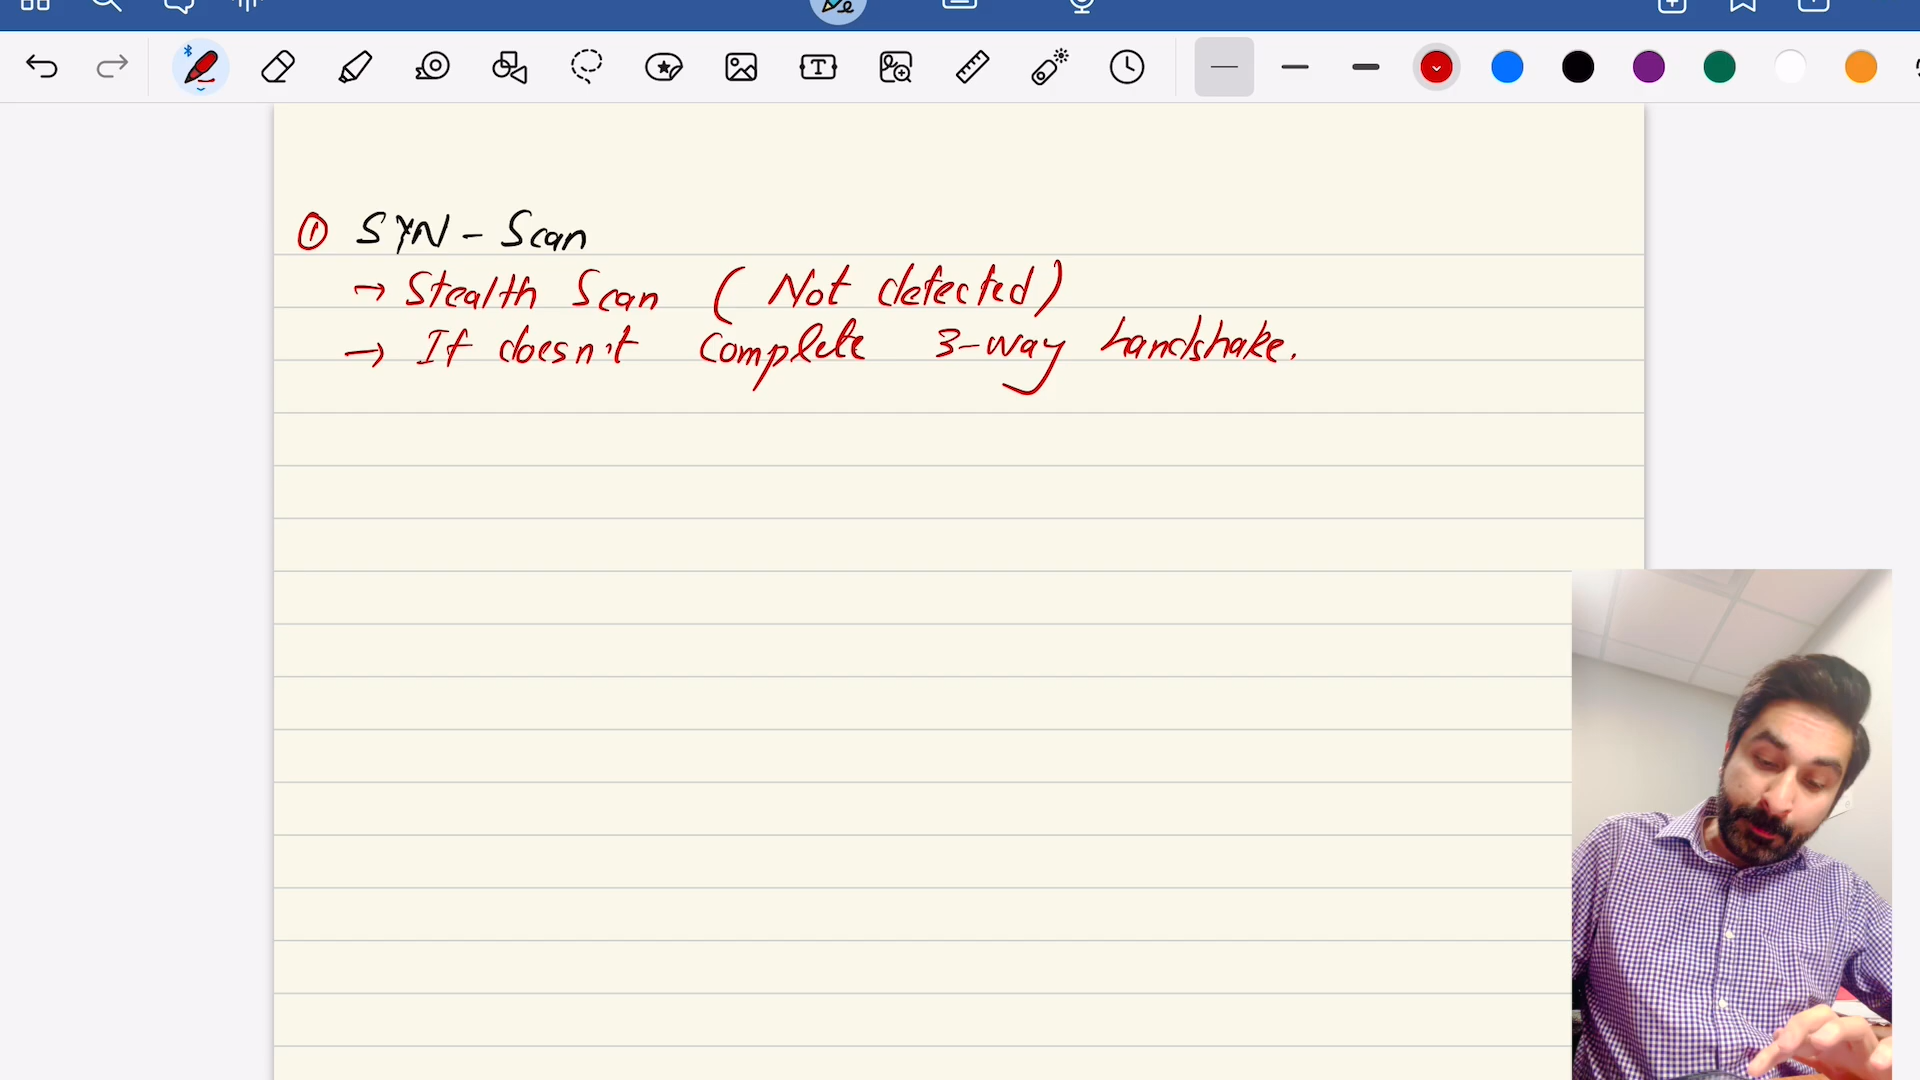 ① SYN - Scan
→ Stealth Scan ( Not detected )
→ It doesn't complete 3-way handshake.